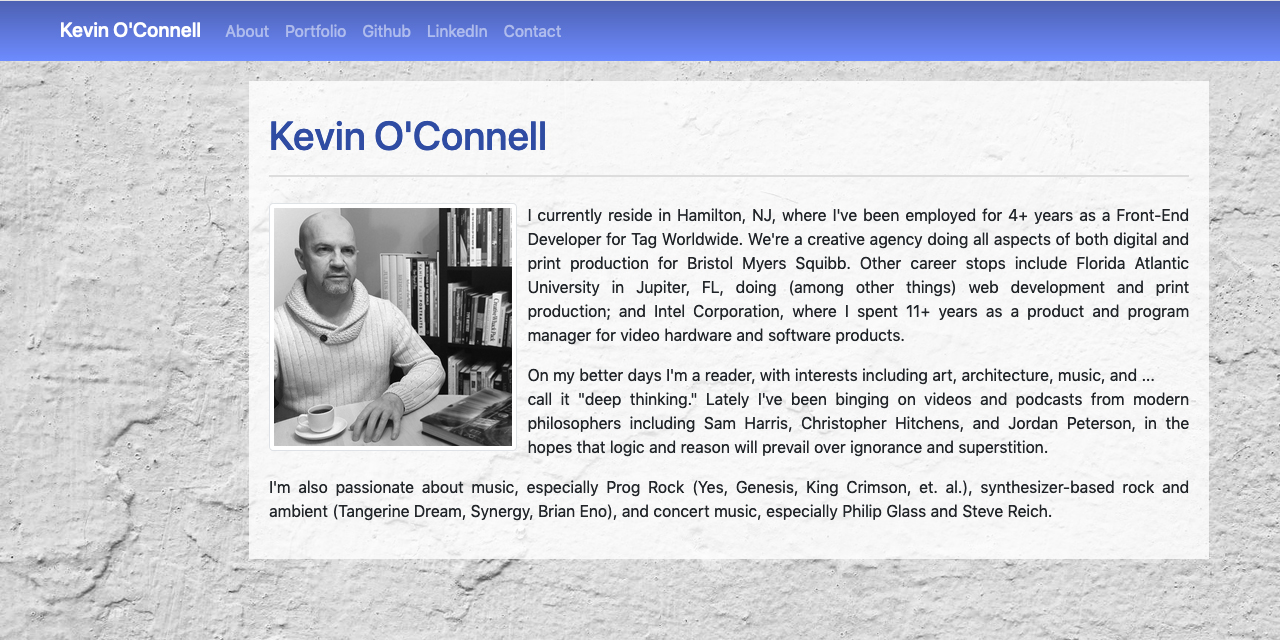 Kevin O'Connell About Portfolio Github LinkedIn Contact
Kevin O'Connell
I currently reside in Hamilton, NJ, where I've been employed for 4+ years as a Front-End
Developer for Tag Worldwide. We're a creative agency doing all aspects of both digital and
print production for Bristol Myers Squibb. Other career stops include Florida Atlantic
University in Jupiter, FL, doing (among other things) web development and print
production; and Intel Corporation, where I spent 11+ years as a product and program
manager for video hardware and software products.
On my better days I'm a reader, with interests including art, architecture, music, and ...
call it "deep thinking." Lately I've been binging on videos and podcasts from modern
philosophers including Sam Harris, Christopher Hitchens, and Jordan Peterson, in the
hopes that logic and reason will prevail over ignorance and superstition.
I'm also passionate about music, especially Prog Rock (Yes, Genesis, King Crimson, et. al.), synthesizer-based rock and
ambient (Tangerine Dream, Synergy, Brian Eno), and concert music, especially Philip Glass and Steve Reich.